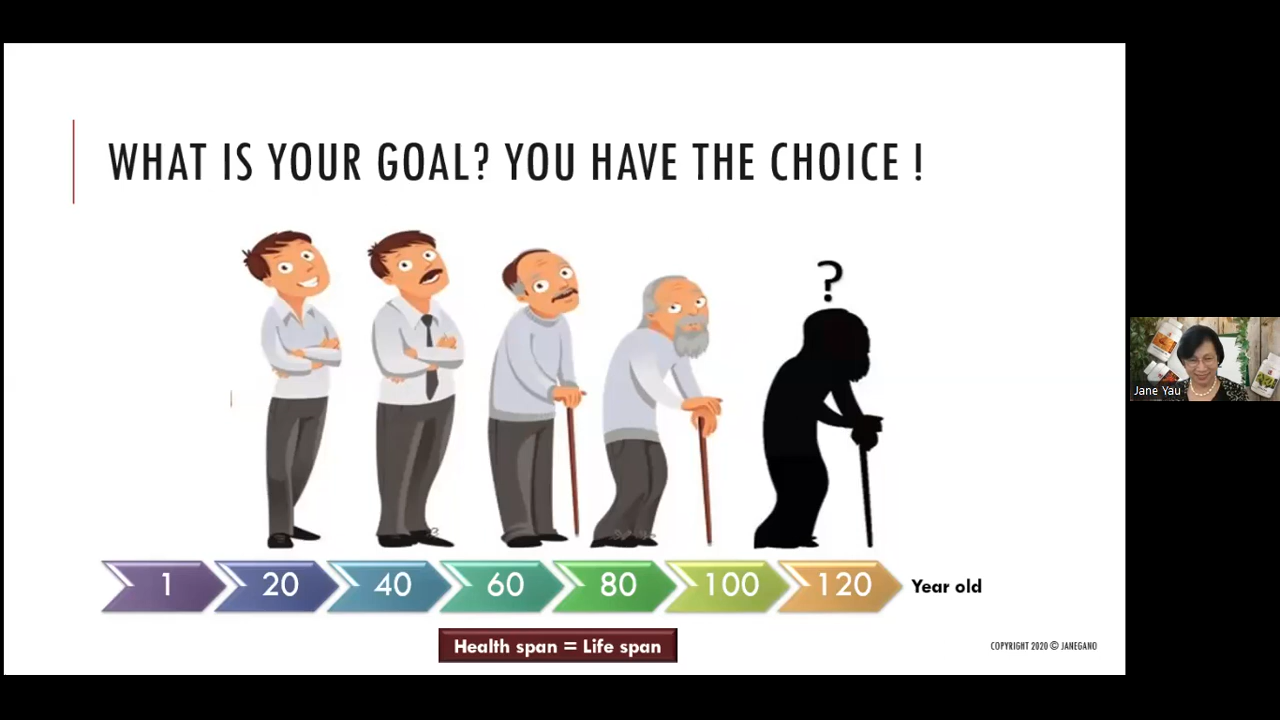 WHAT IS YOUR GOAL? YOU HAVE THE CHOICE !
?
1 20 40 60 80 100 120 Year old
Health span = Life span
COPYRIGHT 2020 © JANEGANO
Jane Yau